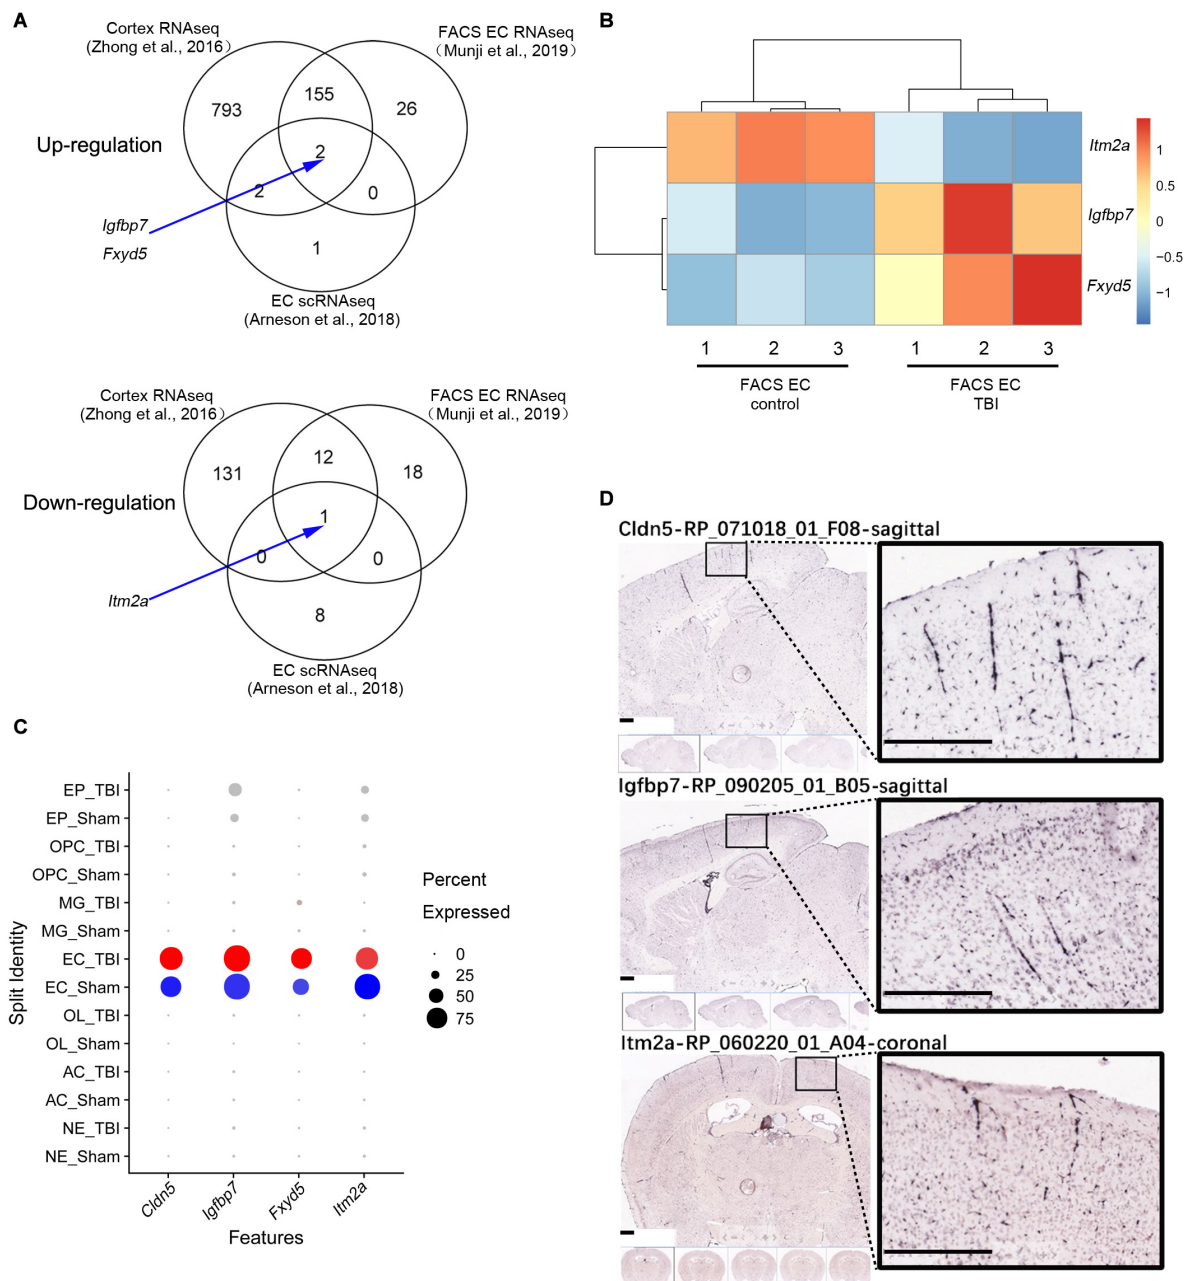 A
Cortex RNAseq
(Zhong et al., 2016)
FACS EC RNAseq
(Munji et al., 2019)
793
155
26
Up-regulation
2
2
0
Igfbp7
Fxyd5
1
EC scRNAseq
(Arneson et al., 2018)
Cortex RNAseq
(Zhong et al., 2016)
FACS EC RNAseq
(Munji et al., 2019)
131
12
18
Down-regulation
1
0
0
Itm2a
8
EC scRNAseq
(Arneson et al., 2018)
B
Itm2a
Igfbp7
Fxyd5
1
0.5
0
−0.5
−1
1 2 3 1 2 3
FACS EC
control
FACS EC
TBI
C
Split Identity
EP_TBI
EP_Sham
OPC_TBI
OPC_Sham
MG_TBI
MG_Sham
EC_TBI
EC_Sham
OL_TBI
OL_Sham
AC_TBI
AC_Sham
NE_TBI
NE_Sham
Cldn5
Igfbp7
Fxyd5
Itm2a
Features
Percent
Expressed
0
25
50
75
D
Cldn5-RP_071018_01_F08-sagittal
Igfbp7-RP_090205_01_B05-sagittal
Itm2a-RP_060220_01_A04-coronal